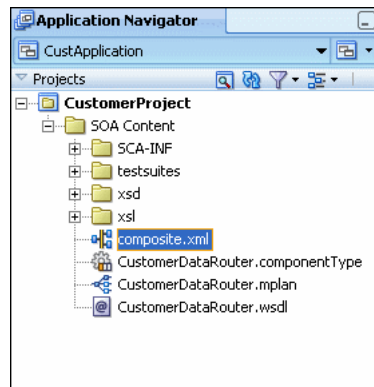 Application Navigator
CustApplication
Projects
CustomerProject
SOA Content
SCA-INF
testsuites
xsd
xsl
composite.xml
CustomerDataRouter.componentType
CustomerDataRouter.mplan
CustomerDataRouter.wsdl